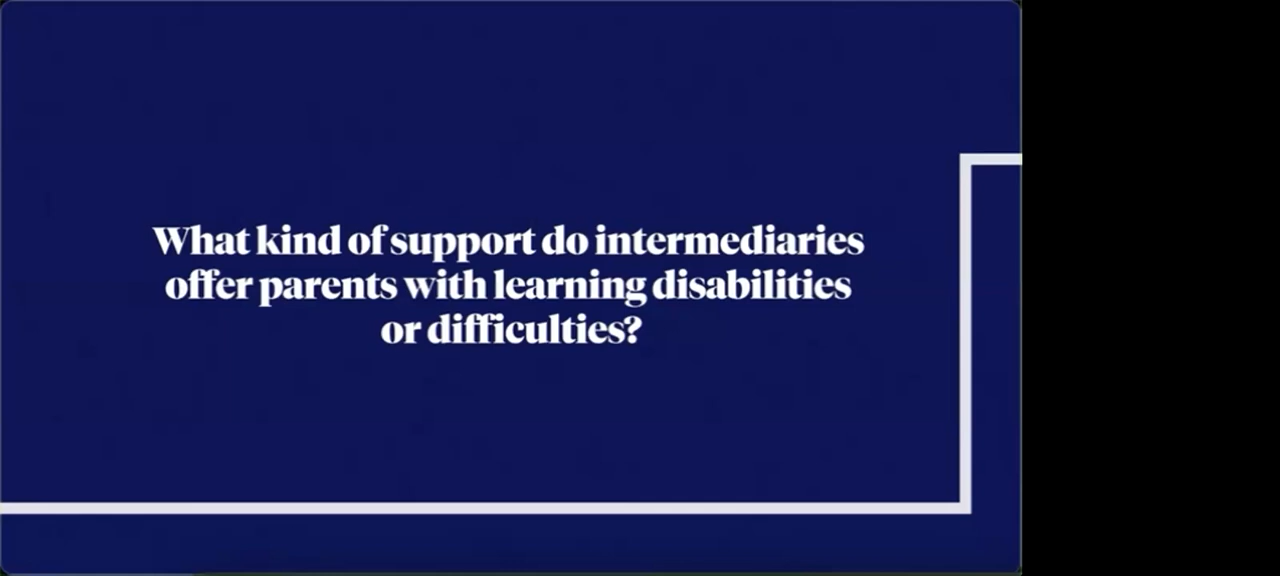 What kind of support do intermediaries
offer parents with learning disabilities
or difficulties?